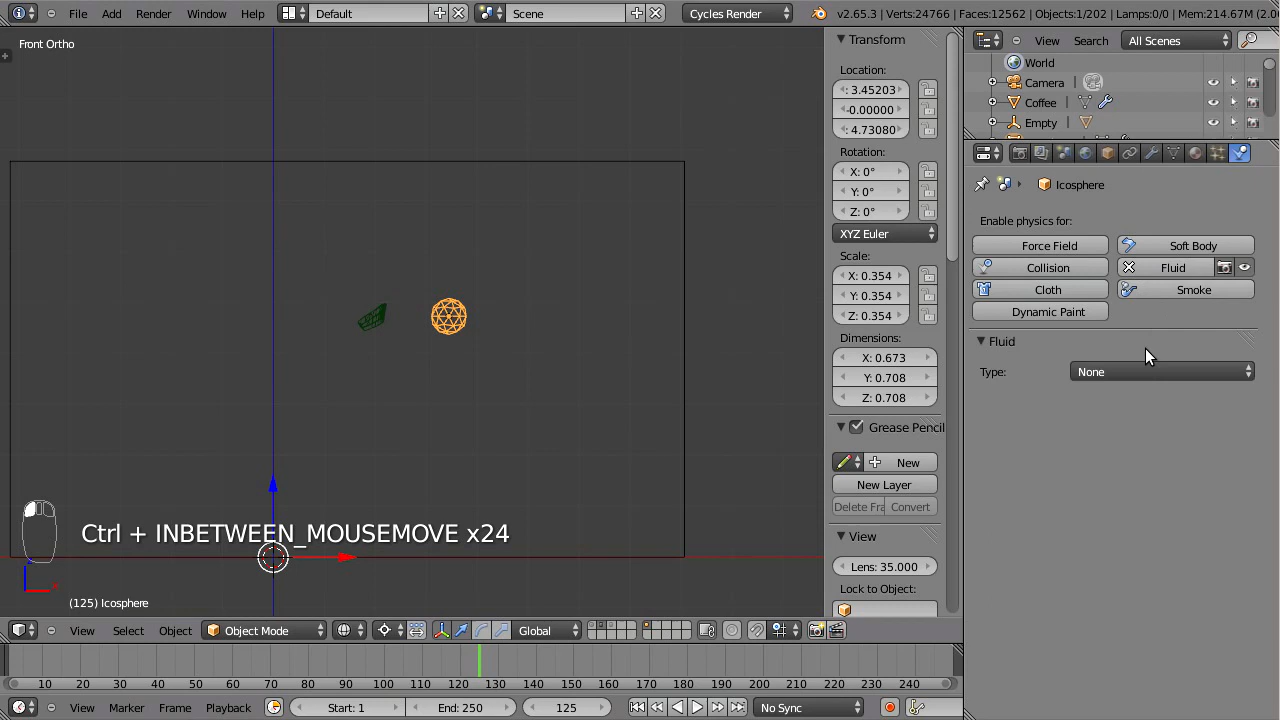 File Add Render Window Help Default Scene Cycles Render v2.65.3 | Verts:24766 | Faces:12562 | Objects:1/202 | Lamps:0/0 | Mem:214.67M (2.0
Front Ortho
Transform
Location:
: 3.45203
-0.00000
: 4.73080
Rotation:
X: 0°
Y: 0°
Z: 0°
XYZ Euler
Scale:
X: 0.354
Y: 0.354
Z: 0.354
Dimensions:
X: 0.673
Y: 0.708
Z: 0.708
Grease Pencil
New
New Layer
Delete Fra Convert
View
Lens: 35.000
Lock to Object:
View Search All Scenes
World
Camera
Coffee
Empty
Icosphere
Enable physics for:
Force Field Soft Body
Collision Fluid
Cloth Smoke
Dynamic Paint
Fluid
Type: None
Ctrl + INBETWEEN_MOUSEMOVE x24
(125) Icosphere
View Select Object Object Mode Global
10 20 30 40 50 60 70 80 90 100 110 120 130 140 150 160 170 180 190 200 210 220 230 240
View Marker Frame Playback Start: 1 End: 250 125 No Sync